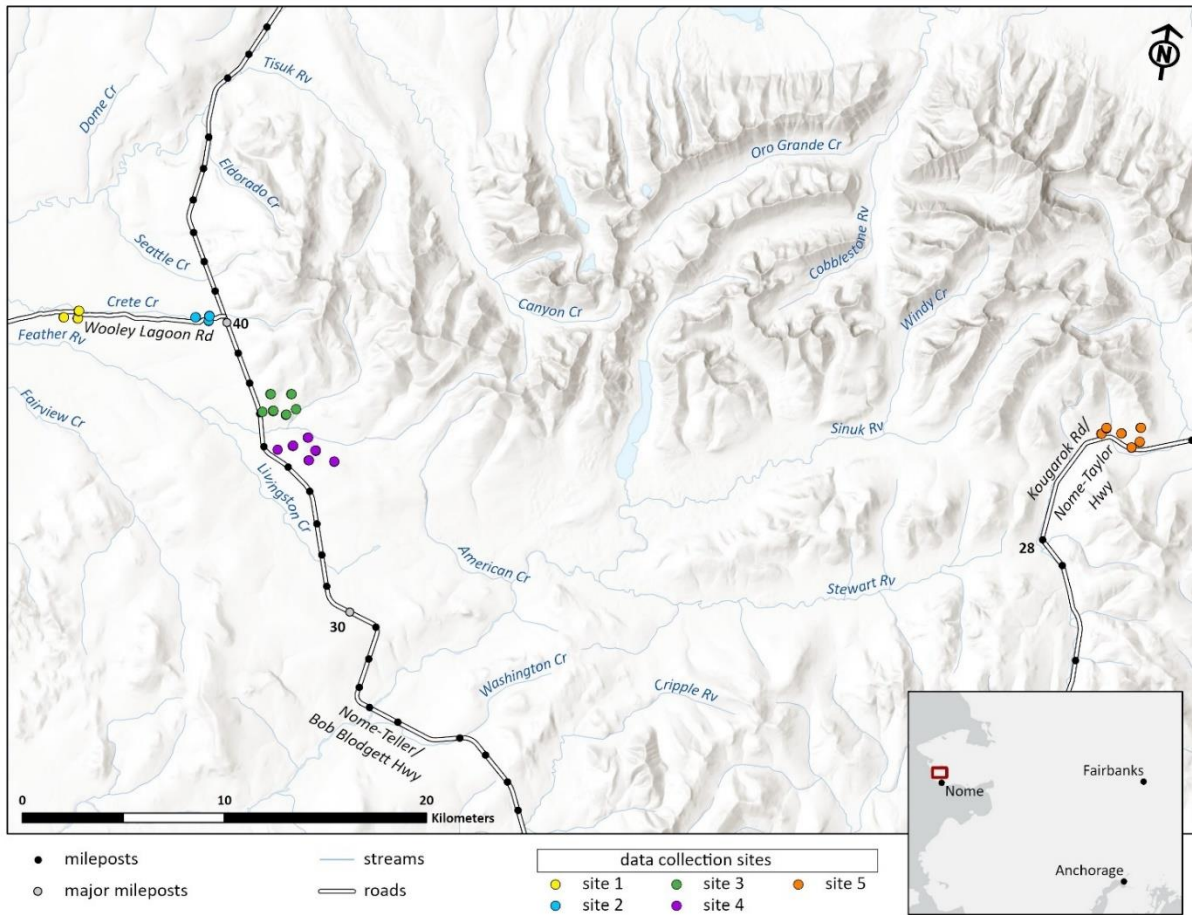 N
Tisuk Rv
Dome Cr
Oro Grande Cr
Eldorado Cr
Seattle Cr
Cobblestone Rv
Crete Cr
Canyon Cr
Windy Cr
40
Wooley Lagoon Rd
Feather Rv
Fairview Cr
Sinuk Rv
Kougarok Rd/
Nome-Taylor
Hwy
Livingston Cr
28
American Cr
Stewart Rv
30
Washington Cr
Cripple Rv
Nome-Teller/
Bob Blodgett Hwy
Fairbanks
Nome
Anchorage
0 10 20
Kilometers
mileposts
major mileposts
streams
roads
data collection sites
site 1
site 3
site 5
site 2
site 4